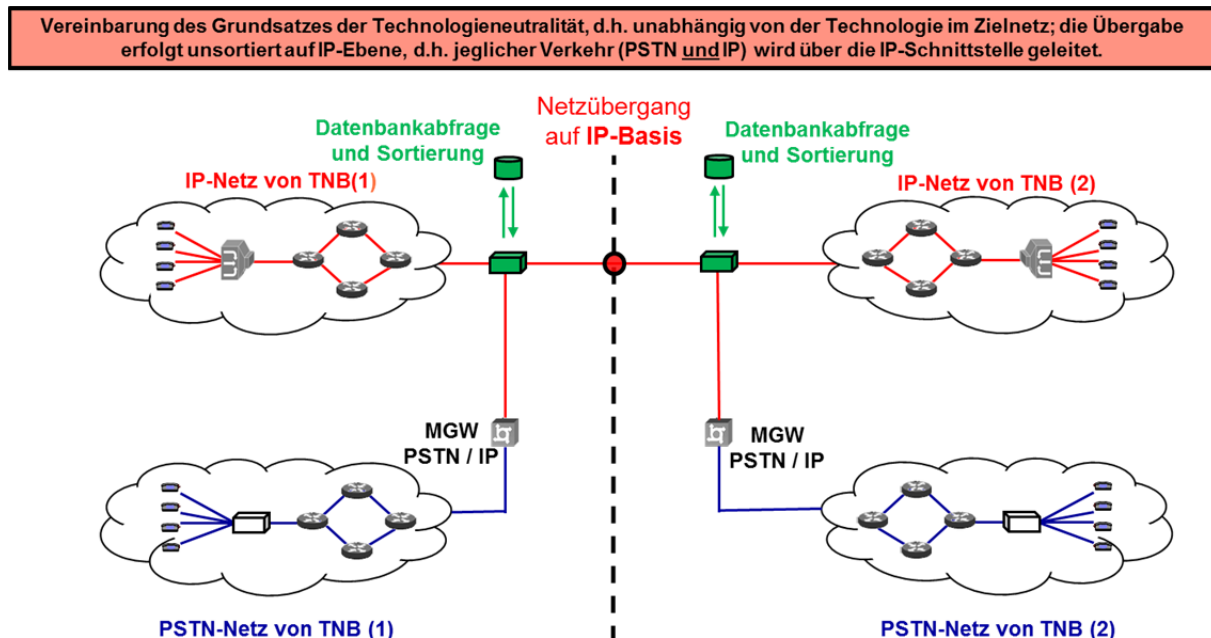 Vereinbarung des Grundsatzes der Technologieneutralität, d.h. unabhängig von der Technologie im Zielnetz; die Übergabe
erfolgt unsortiert auf IP-Ebene, d.h. jeglicher Verkehr (PSTN und IP) wird über die IP-Schnittstelle geleitet.
Netzübergang
auf IP-Basis
Datenbankabfrage
und Sortierung
Datenbankabfrage
und Sortierung
IP-Netz von TNB(1)
IP-Netz von TNB (2)
MGW
PSTN / IP
MGW
PSTN / IP
PSTN-Netz von TNB (1)
PSTN-Netz von TNB (2)